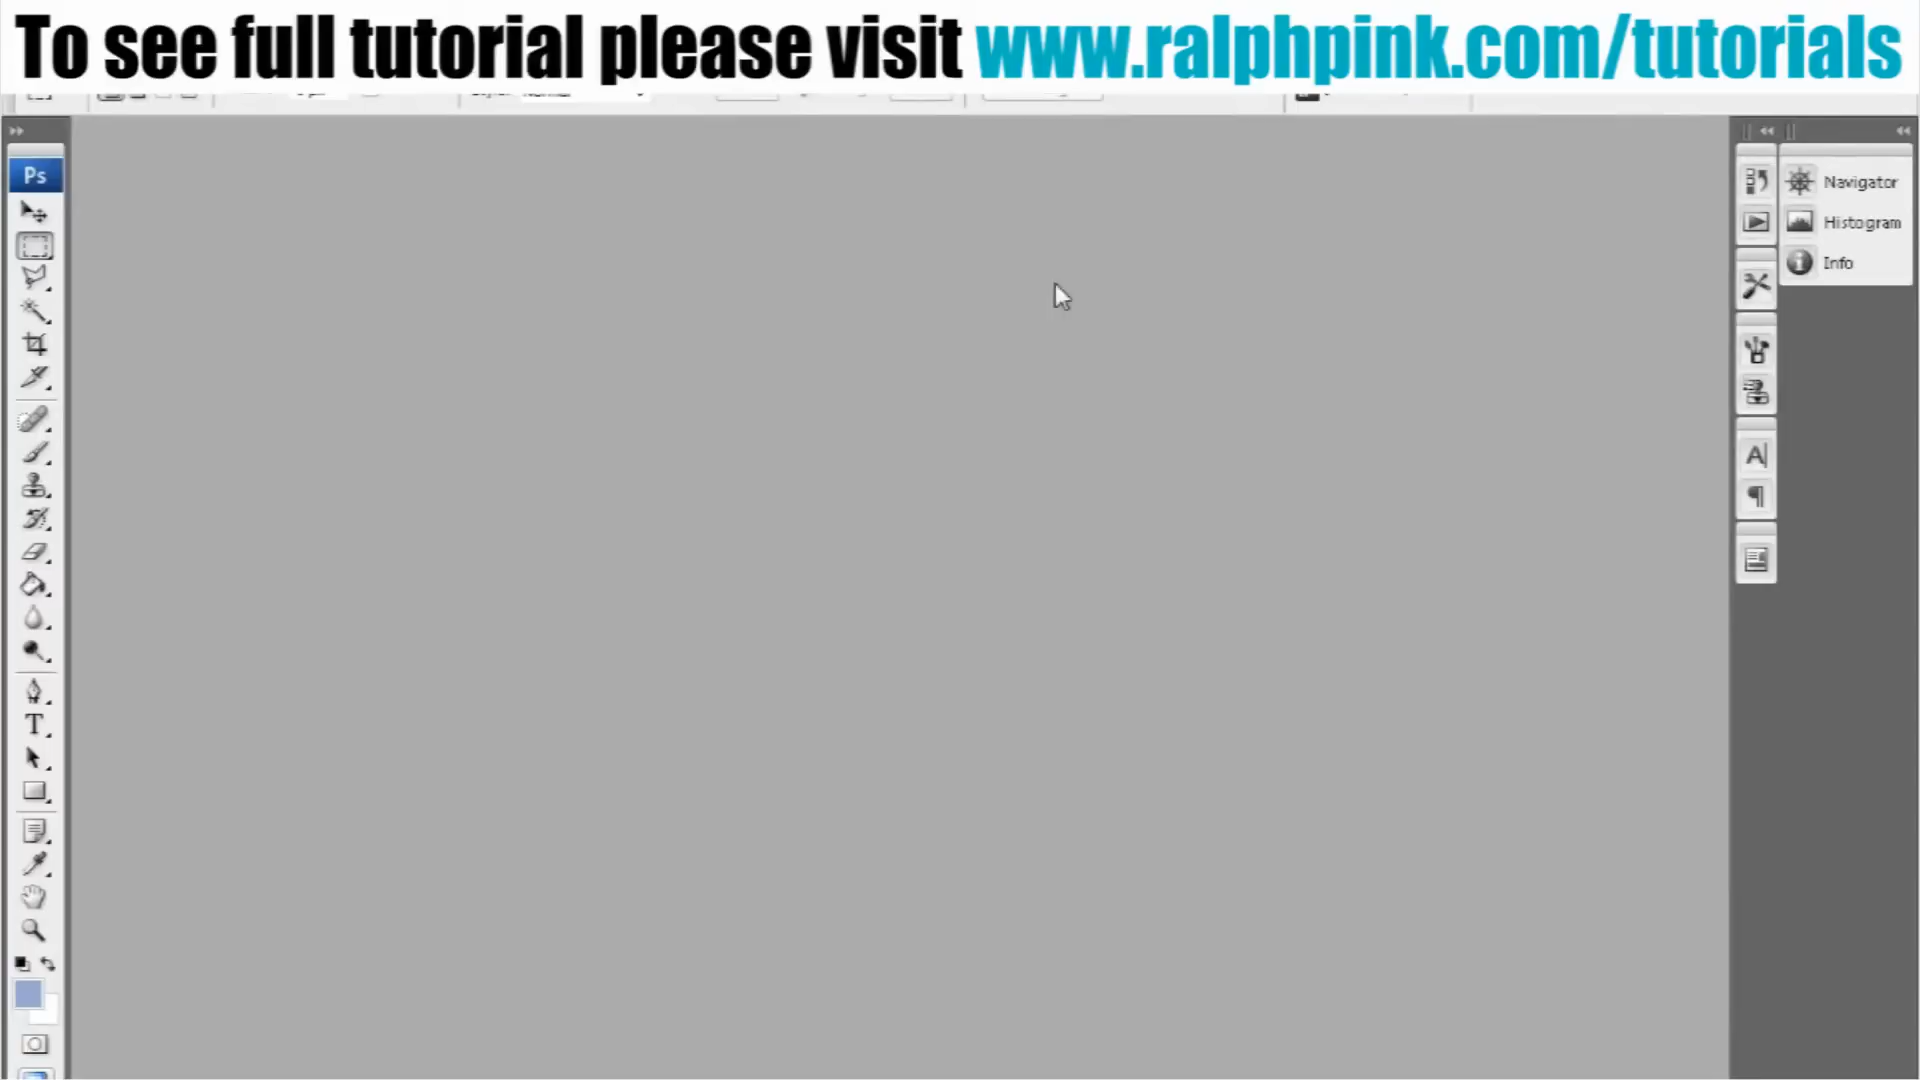 To see full tutorial please visit www.ralphpink.com/tutorials
Ps
Navigator
Histogram
Info